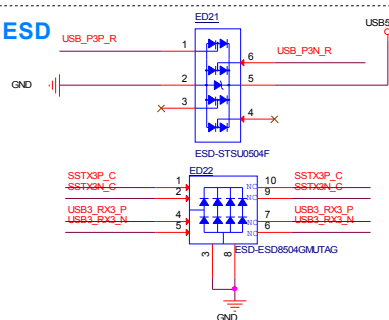 ESD
ED21
USB5
USB_P3P_R
1
6
USB_P3N_R
GND
2
5
3
4
ESD-STSU0504F
ED22
SSTX3P_C
1
NC
10
SSTX3P_C
SSTX3N_C
2
NC
9
SSTX3N_C
USB3_RX3_P
4
NC
7
USB3_RX3_P
USB3_RX3_N
5
NC
6
USB3_RX3_N
3
8
ESD-ESD8504GMUTAG
GND